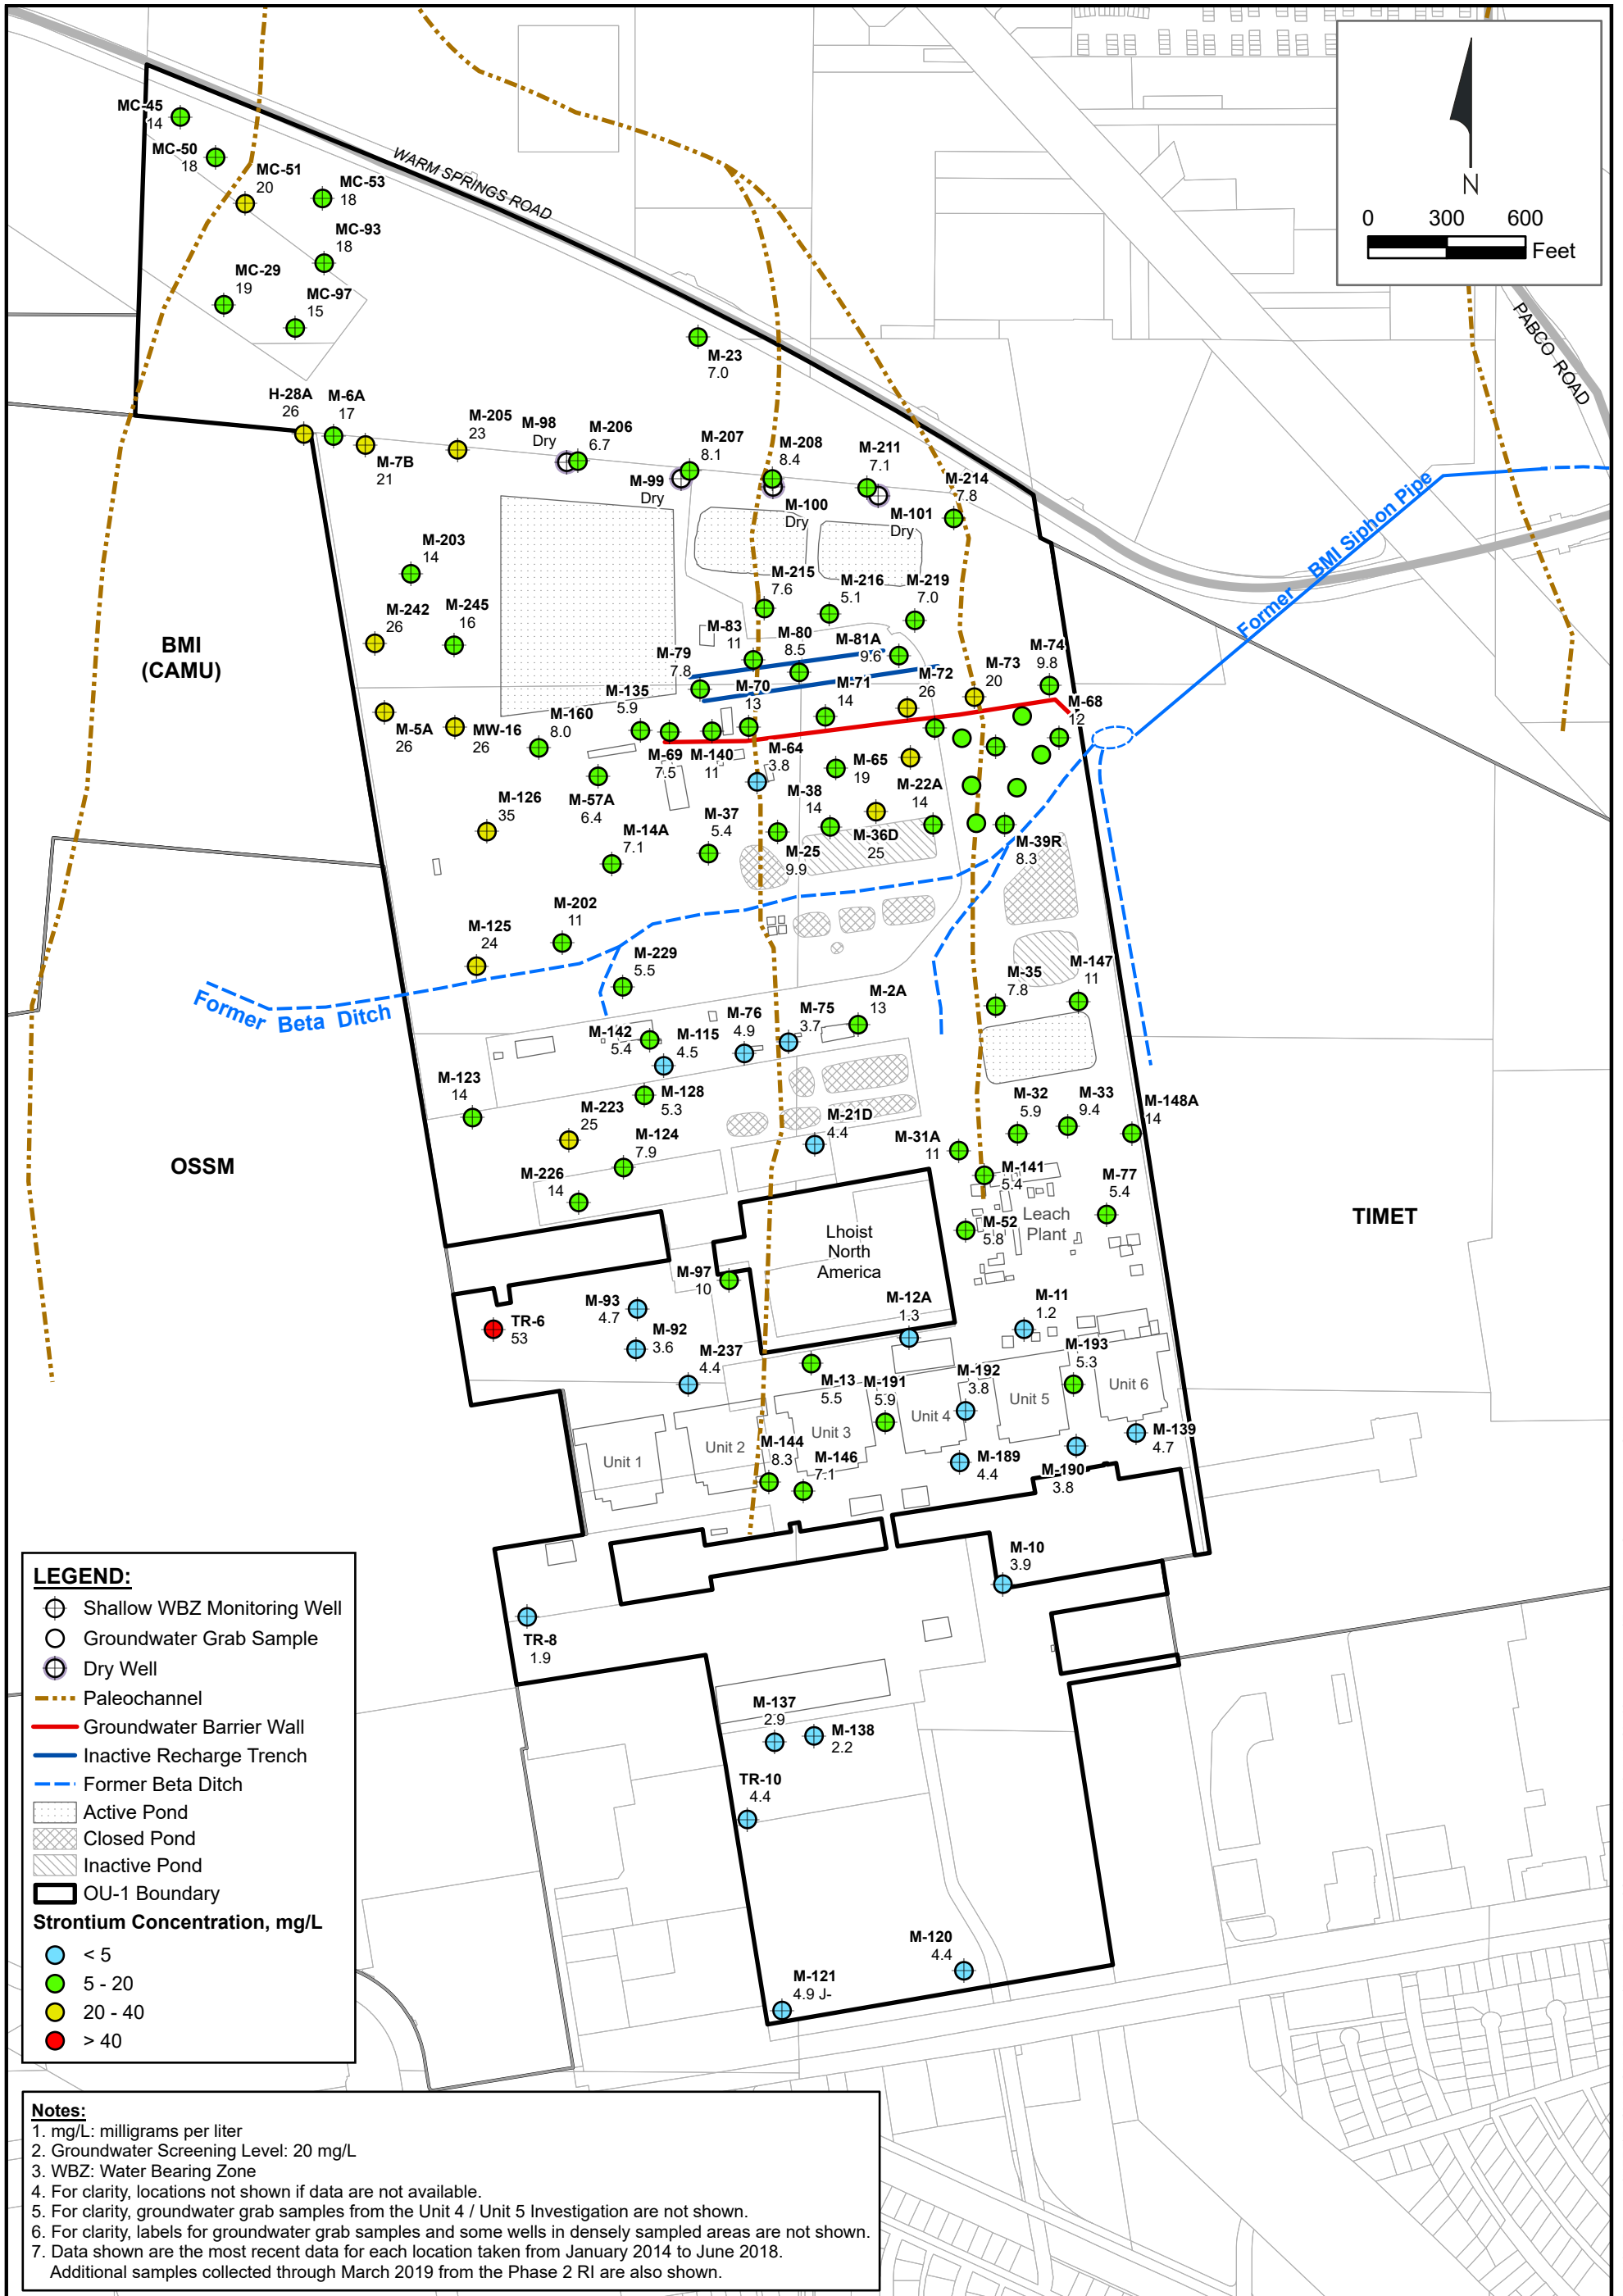 N
0 300 600
Feet
WARM SPRINGS ROAD
PABCO ROAD
MC-45
14
MC-50
18
MC-51
20
MC-53
18
MC-93
18
MC-29
19
MC-97
15
M-23
7.0
H-28A
26
M-6A
17
M-7B
21
M-205
23
M-98
Dry
M-206
6.7
M-207
8.1
M-99
Dry
M-208
8.4
M-100
Dry
M-211
7.1
M-101
Dry
M-214
7.8
Former BMI Siphon Pipe
M-203
14
M-215
7.6
M-216
5.1
M-219
7.0
M-242
26
M-245
16
BMI
(CAMU)
M-83
11
M-80
8.5
M-81A
9.6
M-79
7.8
M-74
9.8
M-73
20
M-72
26
M-70
13
M-71
14
M-135
5.9
M-68
12
M-5A
26
MW-16
26
M-160
8.0
M-69
7.5
M-140
11
M-64
3.8
M-65
19
M-57A
6.4
M-22A
14
M-38
14
M-37
5.4
M-126
35
M-14A
7.1
M-25
9.9
M-36D
25
M-39R
8.3
M-202
11
M-125
24
M-229
5.5
Former Beta Ditch
M-35
7.8
M-147
11
M-2A
13
M-75
3.7
M-76
4.9
M-142
5.4
M-115
4.5
M-123
14
M-128
5.3
M-223
25
M-124
7.9
M-21D
4.4
M-32
5.9
M-33
9.4
M-148A
14
M-31A
11
M-141
5.4
M-226
14
M-77
5.4
OSSM
TIMET
Leach
Plant
M-52
5.8
Lhoist
North
America
M-97
10
M-93
4.7
M-12A
1.3
M-11
1.2
TR-6
53
M-92
3.6
M-237
4.4
M-193
5.3
M-13
5.5
M-191
5.9
M-192
3.8
Unit 1
Unit 2
Unit 3
Unit 4
Unit 5
Unit 6
M-144
8.3
M-146
7.1
M-189
4.4
M-190
3.8
M-139
4.7
M-10
3.9
TR-8
1.9
M-137
2.9
M-138
2.2
TR-10
4.4
M-120
4.4
M-121
4.9 J-
LEGEND:
Shallow WBZ Monitoring Well
Groundwater Grab Sample
Dry Well
Paleochannel
Groundwater Barrier Wall
Inactive Recharge Trench
Former Beta Ditch
Active Pond
Closed Pond
Inactive Pond
OU-1 Boundary
Strontium Concentration, mg/L
< 5
5 - 20
20 - 40
> 40
Notes:
1. mg/L: milligrams per liter
2. Groundwater Screening Level: 20 mg/L
3. WBZ: Water Bearing Zone
4. For clarity, locations not shown if data are not available.
5. For clarity, groundwater grab samples from the Unit 4 / Unit 5 Investigation are not shown.
6. For clarity, labels for groundwater grab samples and some wells in densely sampled areas are not shown.
7. Data shown are the most recent data for each location taken from January 2014 to June 2018.
Additional samples collected through March 2019 from the Phase 2 RI are also shown.